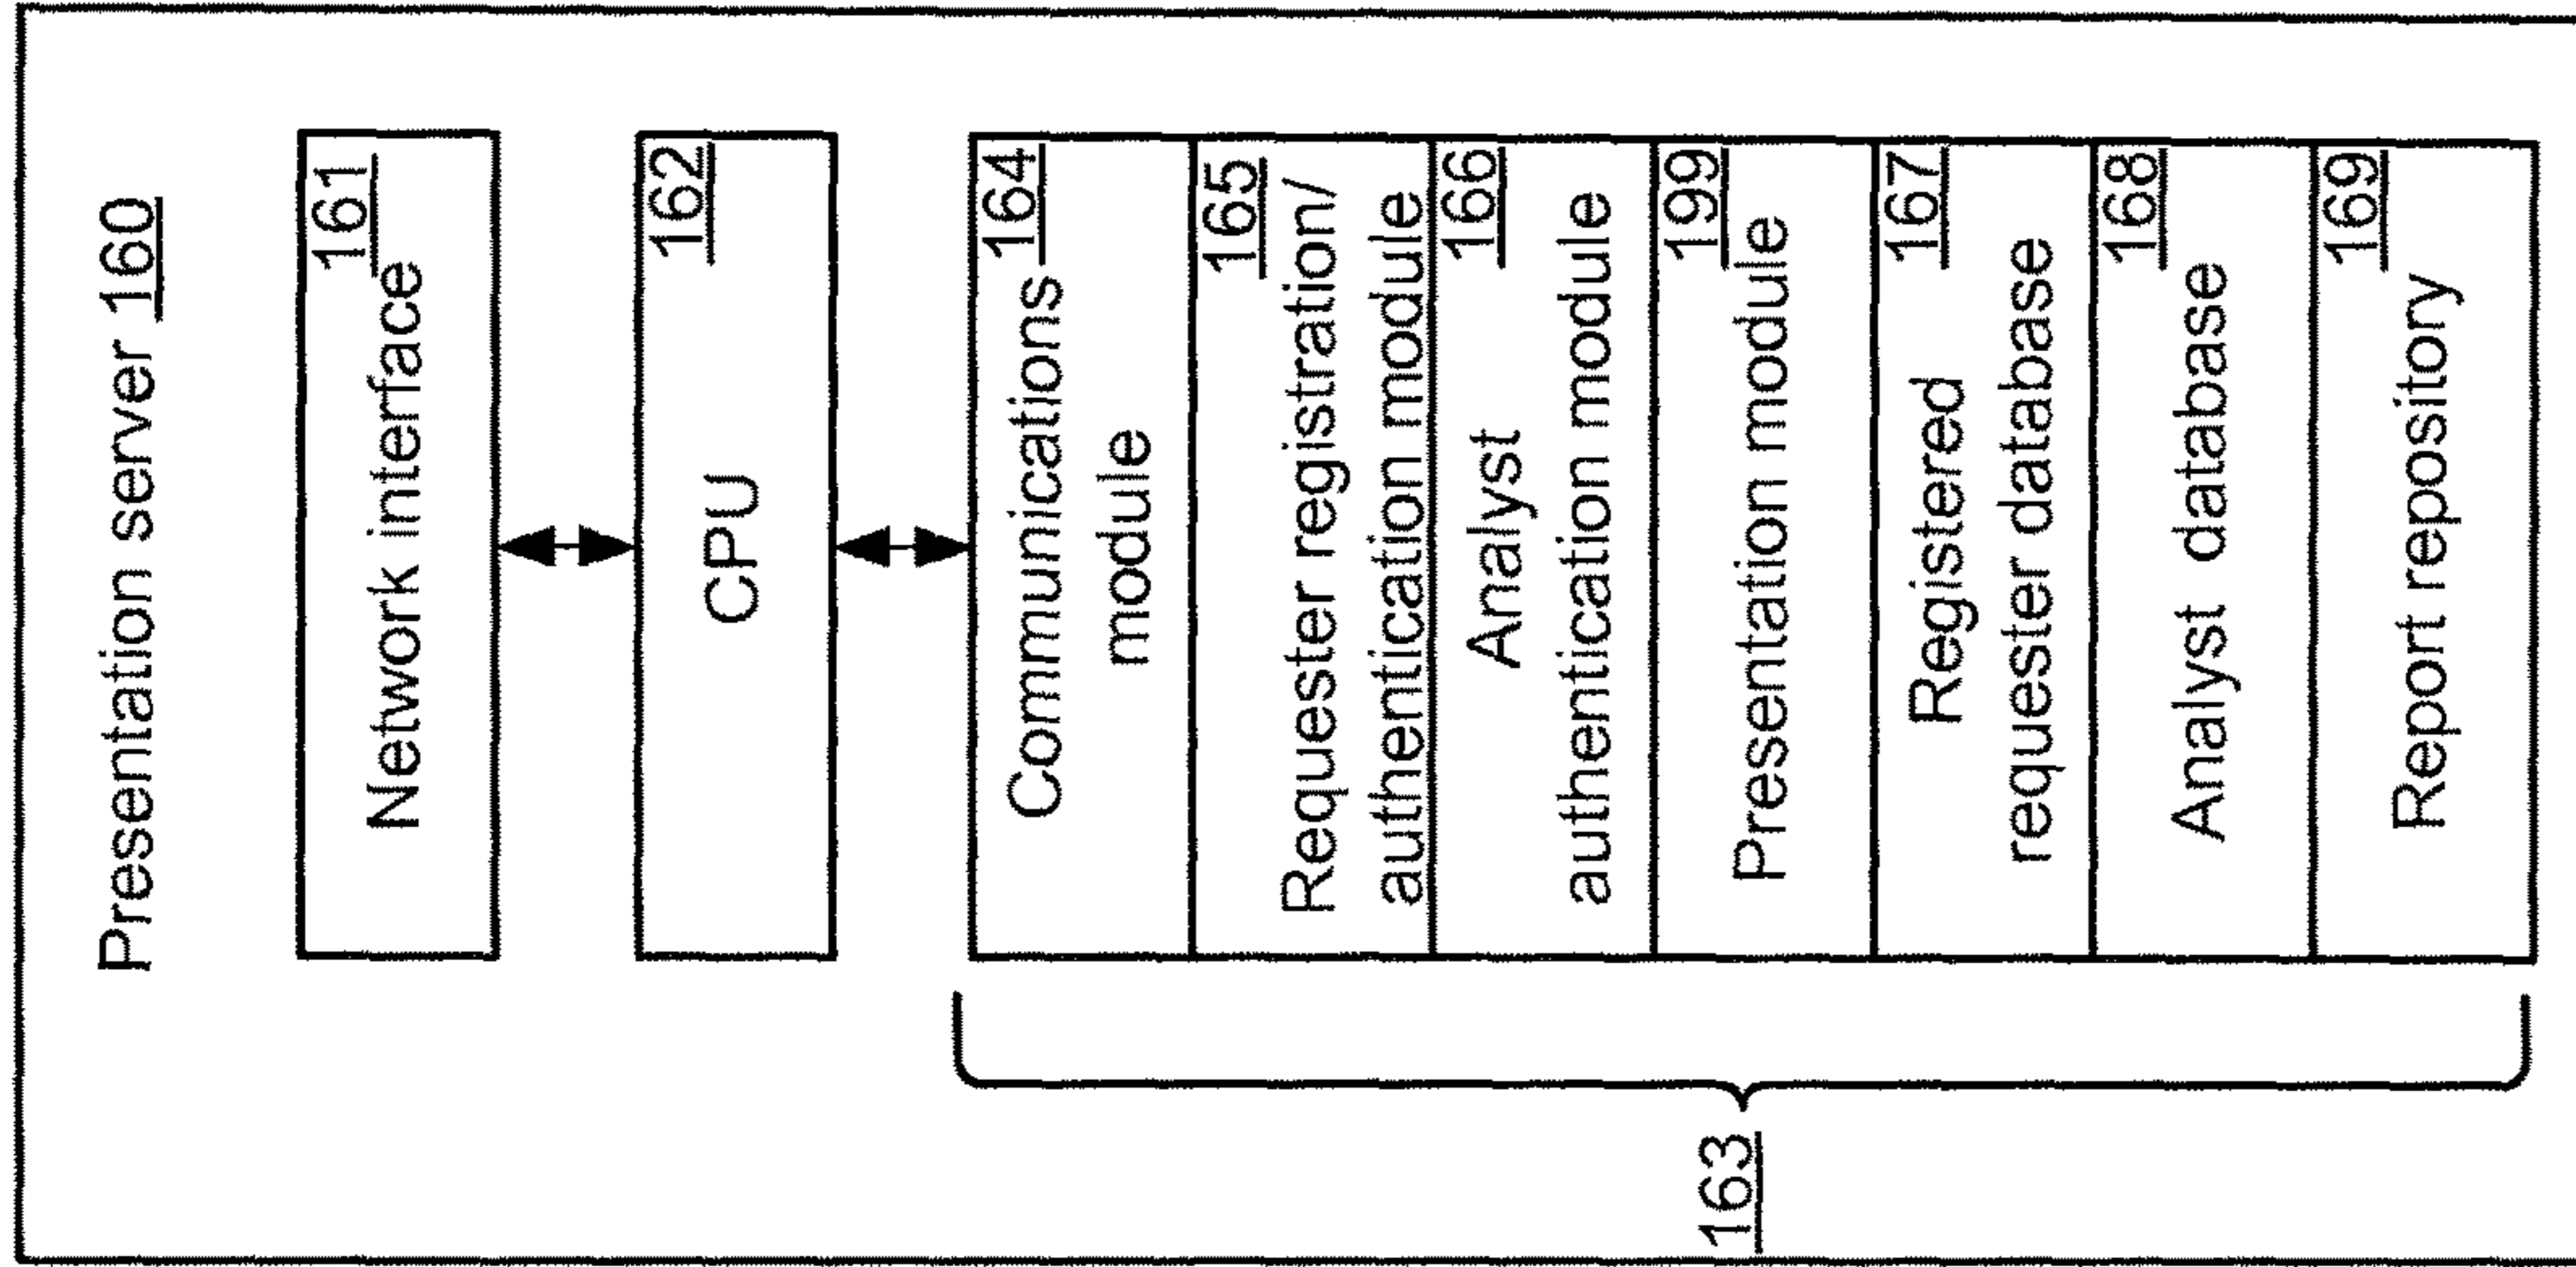 Presentation server 160
161
Network interface
162
CPU
164
Communications
module
165
Requester registration/
authentication module
166
Analyst
authentication module
199
Presentation module
167
Registered
requester database
168
Analyst database
169
Report repository
163